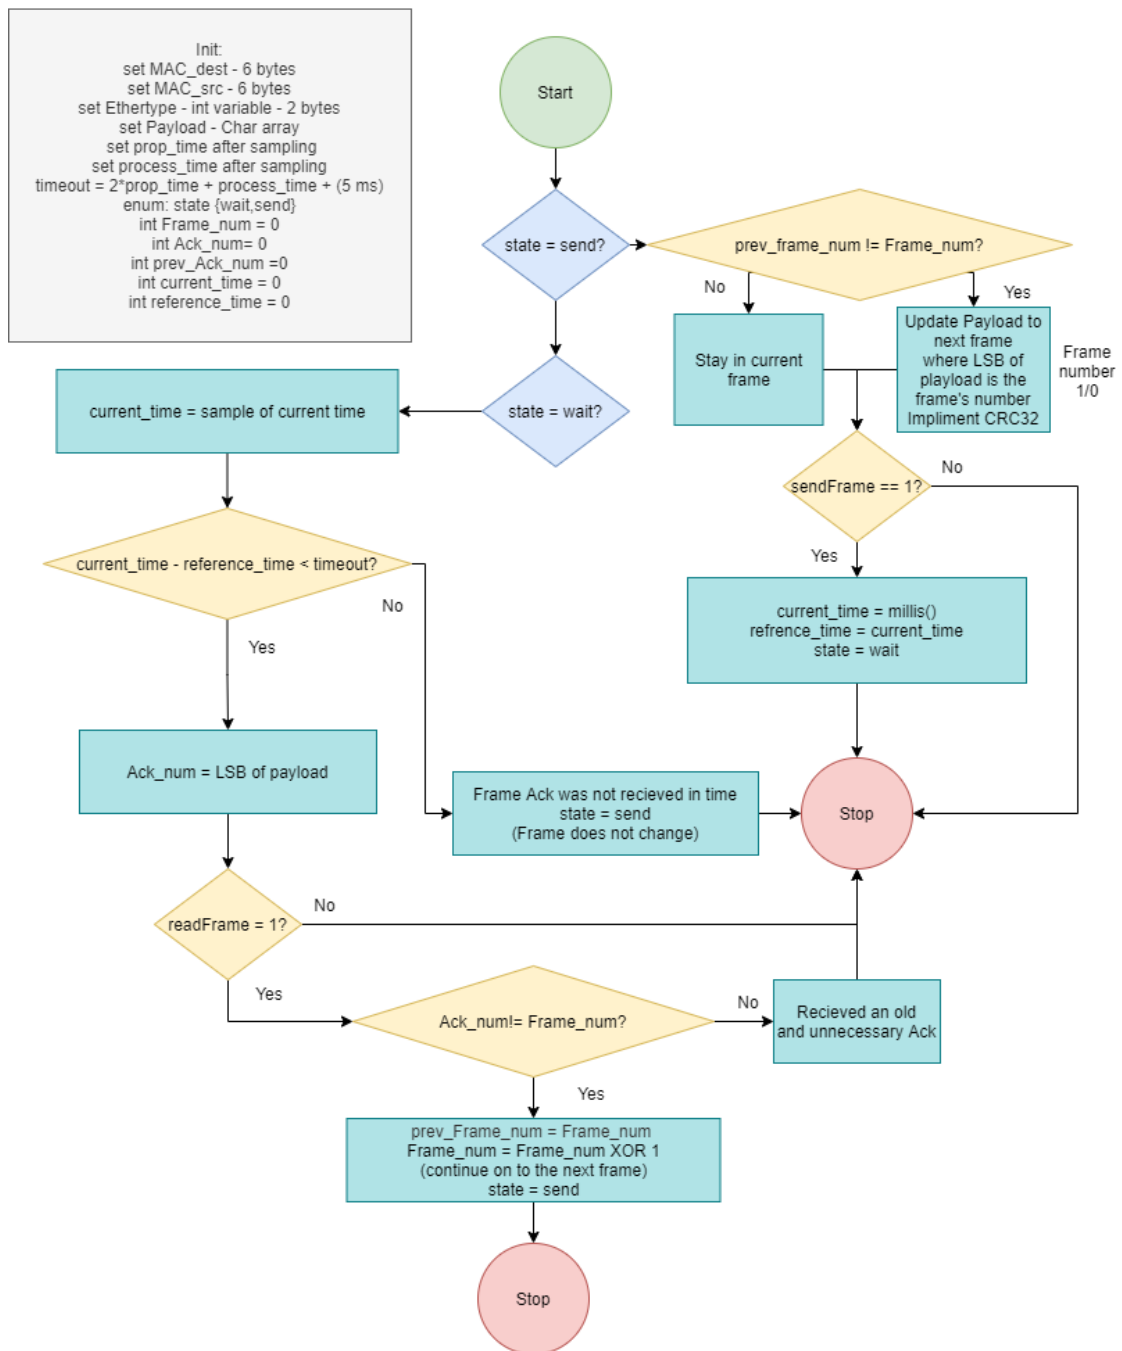 Init:
set MAC_dest - 6 bytes
set MAC_src - 6 bytes
set Ethertype - int variable - 2 bytes
set Payload - Char array
set prop_time after sampling
set process_time after sampling
timeout = 2*prop_time + process_time + (5 ms)
enum: state {wait,send}
int Frame_num = 0
int Ack_num= 0
int prev_Ack_num =0
int current_time = 0
int reference_time = 0
Start
state = send?
prev_frame_num != Frame_num?
No
Yes
Stay in current
frame
Update Payload to
next frame
where LSB of
playload is the
frame's number
Impliment CRC32
Frame
number
1/0
state = wait?
current_time = sample of current time
sendFrame == 1?
No
Yes
current_time - reference_time < timeout?
No
Yes
current_time = millis()
refrence_time = current_time
state = wait
Ack_num = LSB of payload
Frame Ack was not recieved in time
state = send
(Frame does not change)
Stop
readFrame = 1?
No
Yes
Ack_num!= Frame_num?
No
Recieved an old
and unnecessary Ack
Yes
prev_Frame_num = Frame_num
Frame_num = Frame_num XOR 1
(continue on to the next frame)
state = send
Stop